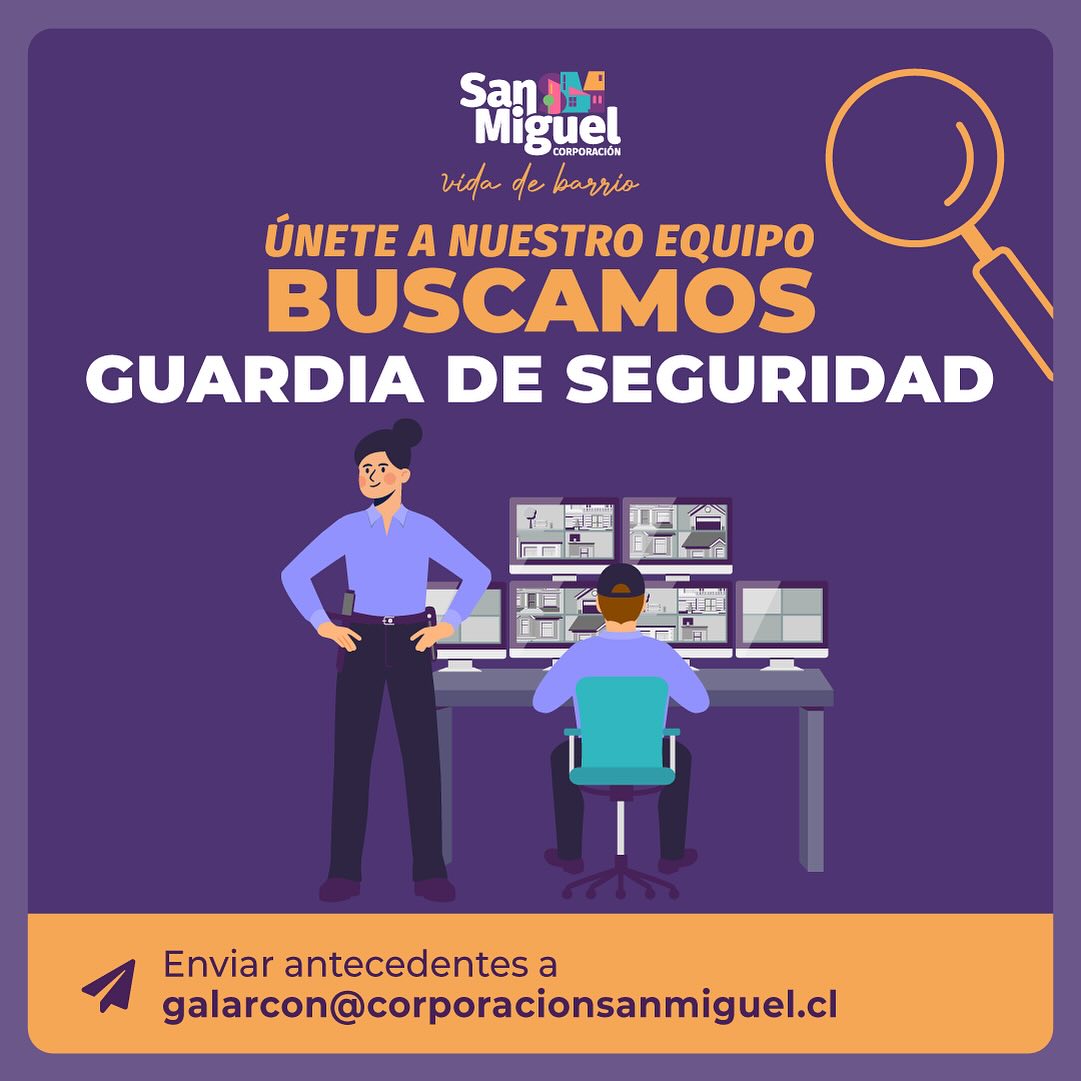 San
Miguel
CORPORACIÓN
vida de barrio
ÚNETE A NUESTRO EQUIPO
BUSCAMOS
GUARDIA DE SEGURIDAD
Enviar antecedentes a
galarcon@corporacionsanmiguel.cl